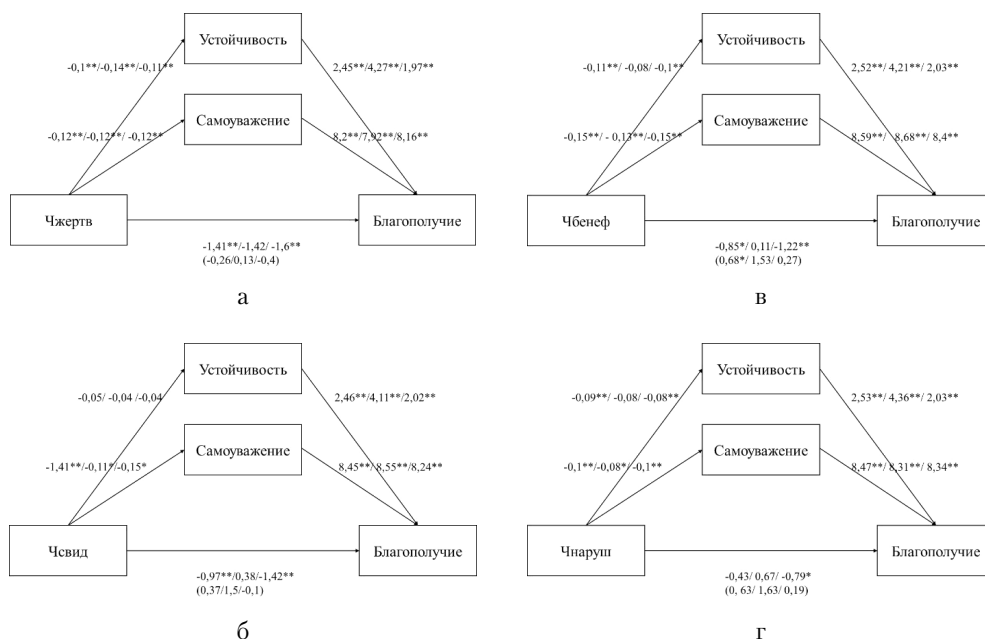 Устойчивость
-0,1**/-0,14**/-0,11**
2,45**/4,27**/1,97**
Самоуважение
-0,12**/-0,12**/ -0,12**
8,2**/7,92**/8,16**
Чжертв
Благополучие
-1,41**/-1,42/ -1,6**
(-0,26/0,13/-0,4)
а
Устойчивость
-0,11**/ -0,08/ -0,1**
2,52**/ 4,21**/ 2,03**
Самоуважение
-0,15**/ - 0,13**/-0,15**
8,59**/ 8,68**/ 8,4**
Чбенеф
Благополучие
-0,85*/ 0,11/-1,22**
(0,68*/ 1,53/ 0,27)
в
Устойчивость
-0,05/ -0,04 /-0,04
2,46**/4,11**/2,02**
Самоуважение
-1,41**/-0,11*/-0,15*
8,45**/ 8,55**/8,24**
Чсвид
Благополучие
-0,97**/0,38/-1,42**
(0,37/1,5/-0,1)
б
Устойчивость
-0,09**/ -0,08/ -0,08**
2,53**/ 4,36**/ 2,03**
Самоуважение
-0,1**/-0,08*/ -0,1**
8,47**/ 8,31**/ 8,34**
Чнаруш
Благополучие
-0,43/ 0,67/ -0,79*
(0, 63/ 1,63/ 0,19)
г